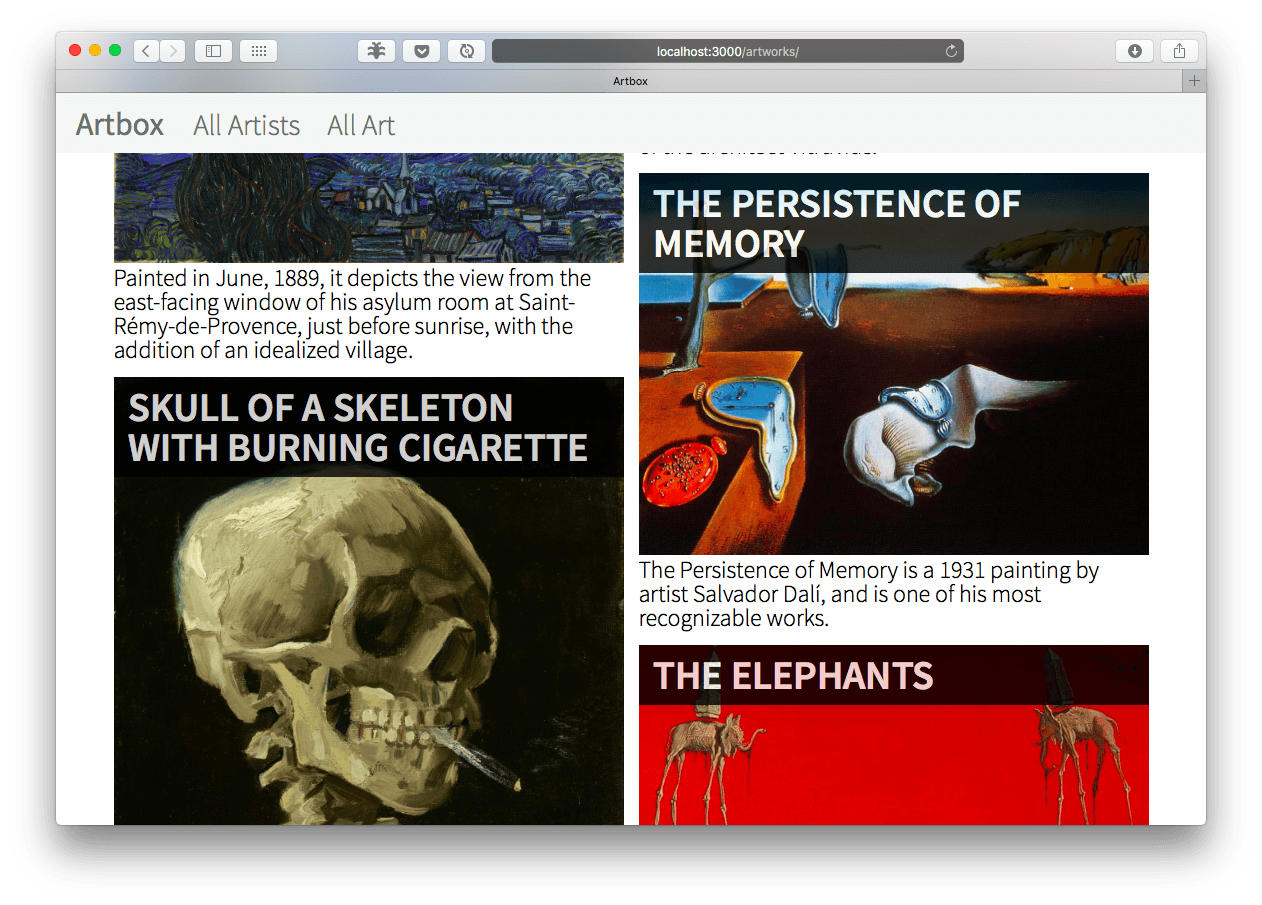 localhost:3000/artworks/
Artbox
Artbox All Artists All Art
Painted in June, 1889, it depicts the view from the
east-facing window of his asylum room at Saint-
Rémy-de-Provence, just before sunrise, with the
addition of an idealized village.
SKULL OF A SKELETON
WITH BURNING CIGARETTE
THE PERSISTENCE OF
MEMORY
The Persistence of Memory is a 1931 painting by
artist Salvador Dalí, and is one of his most
recognizable works.
THE ELEPHANTS